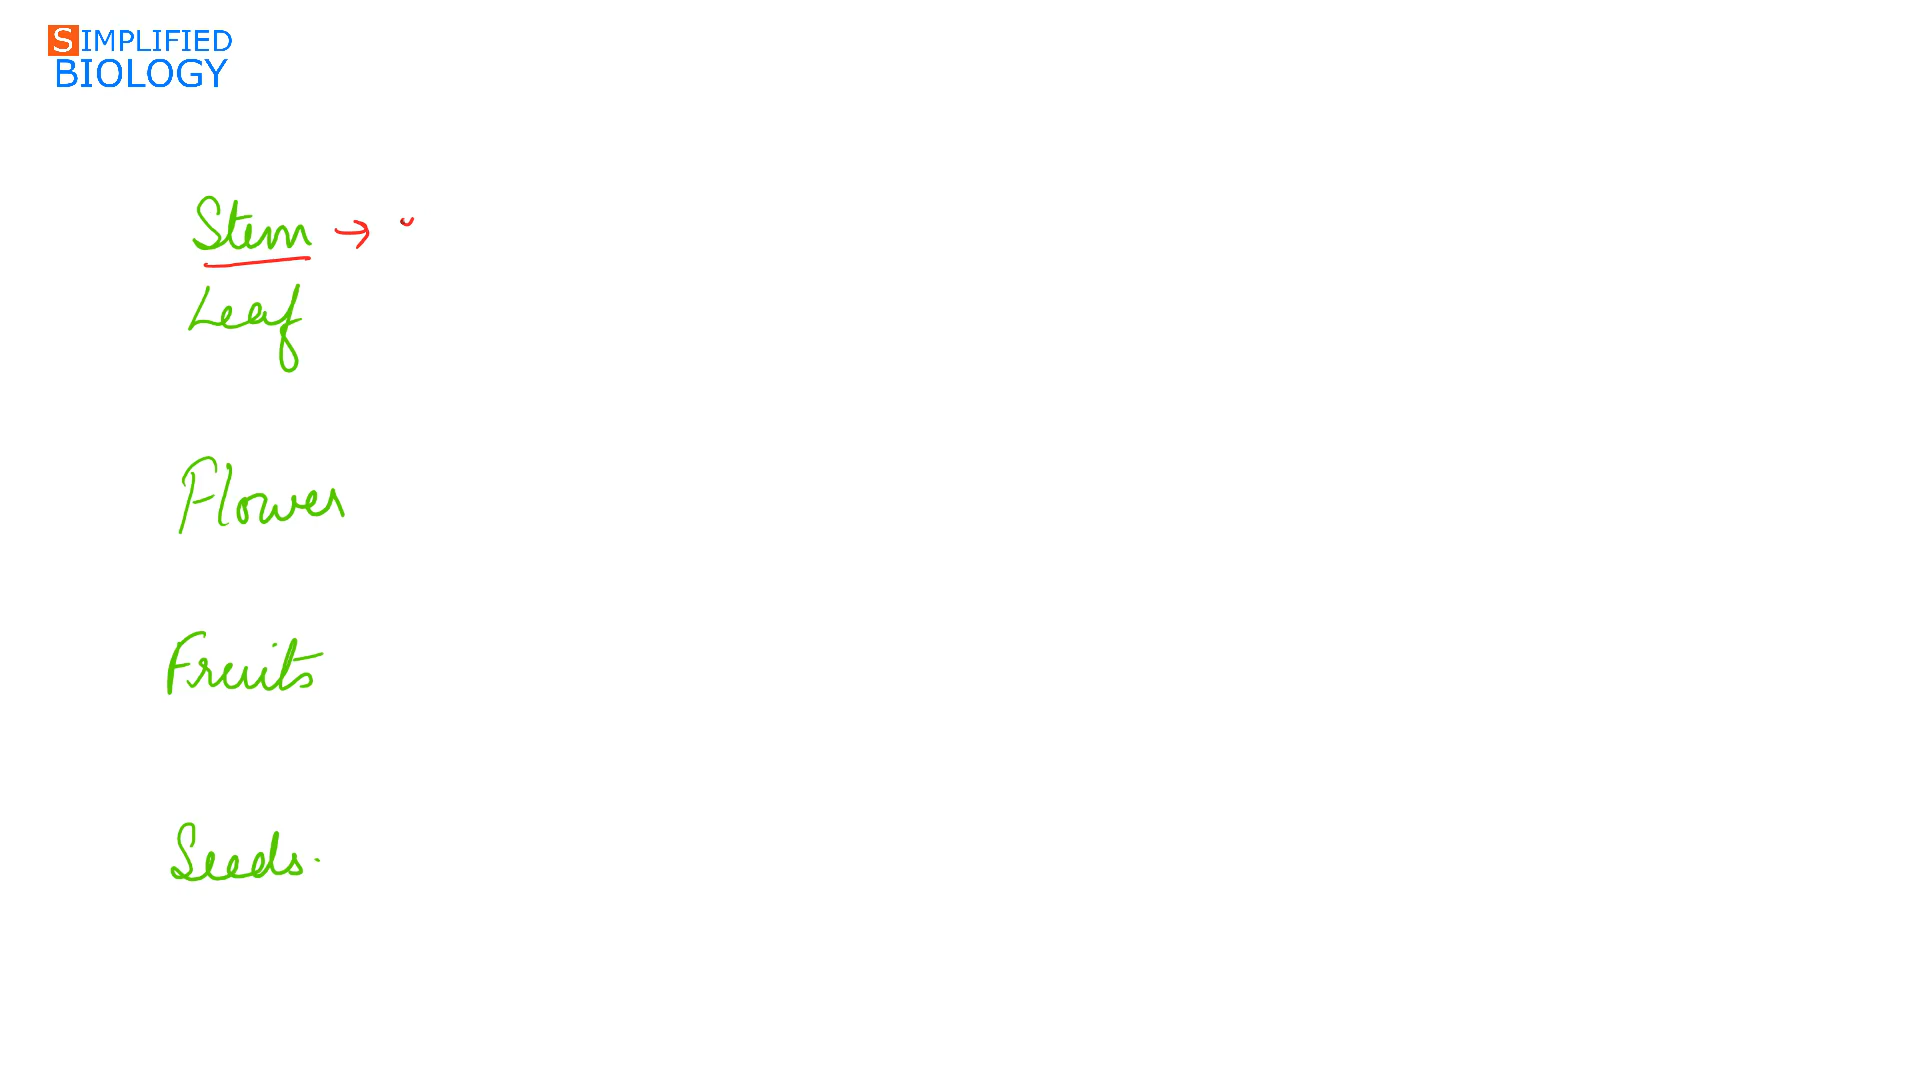 SIMPLIFIED
BIOLOGY
Stem →
Leaf
Flower
Fruits
Seeds.